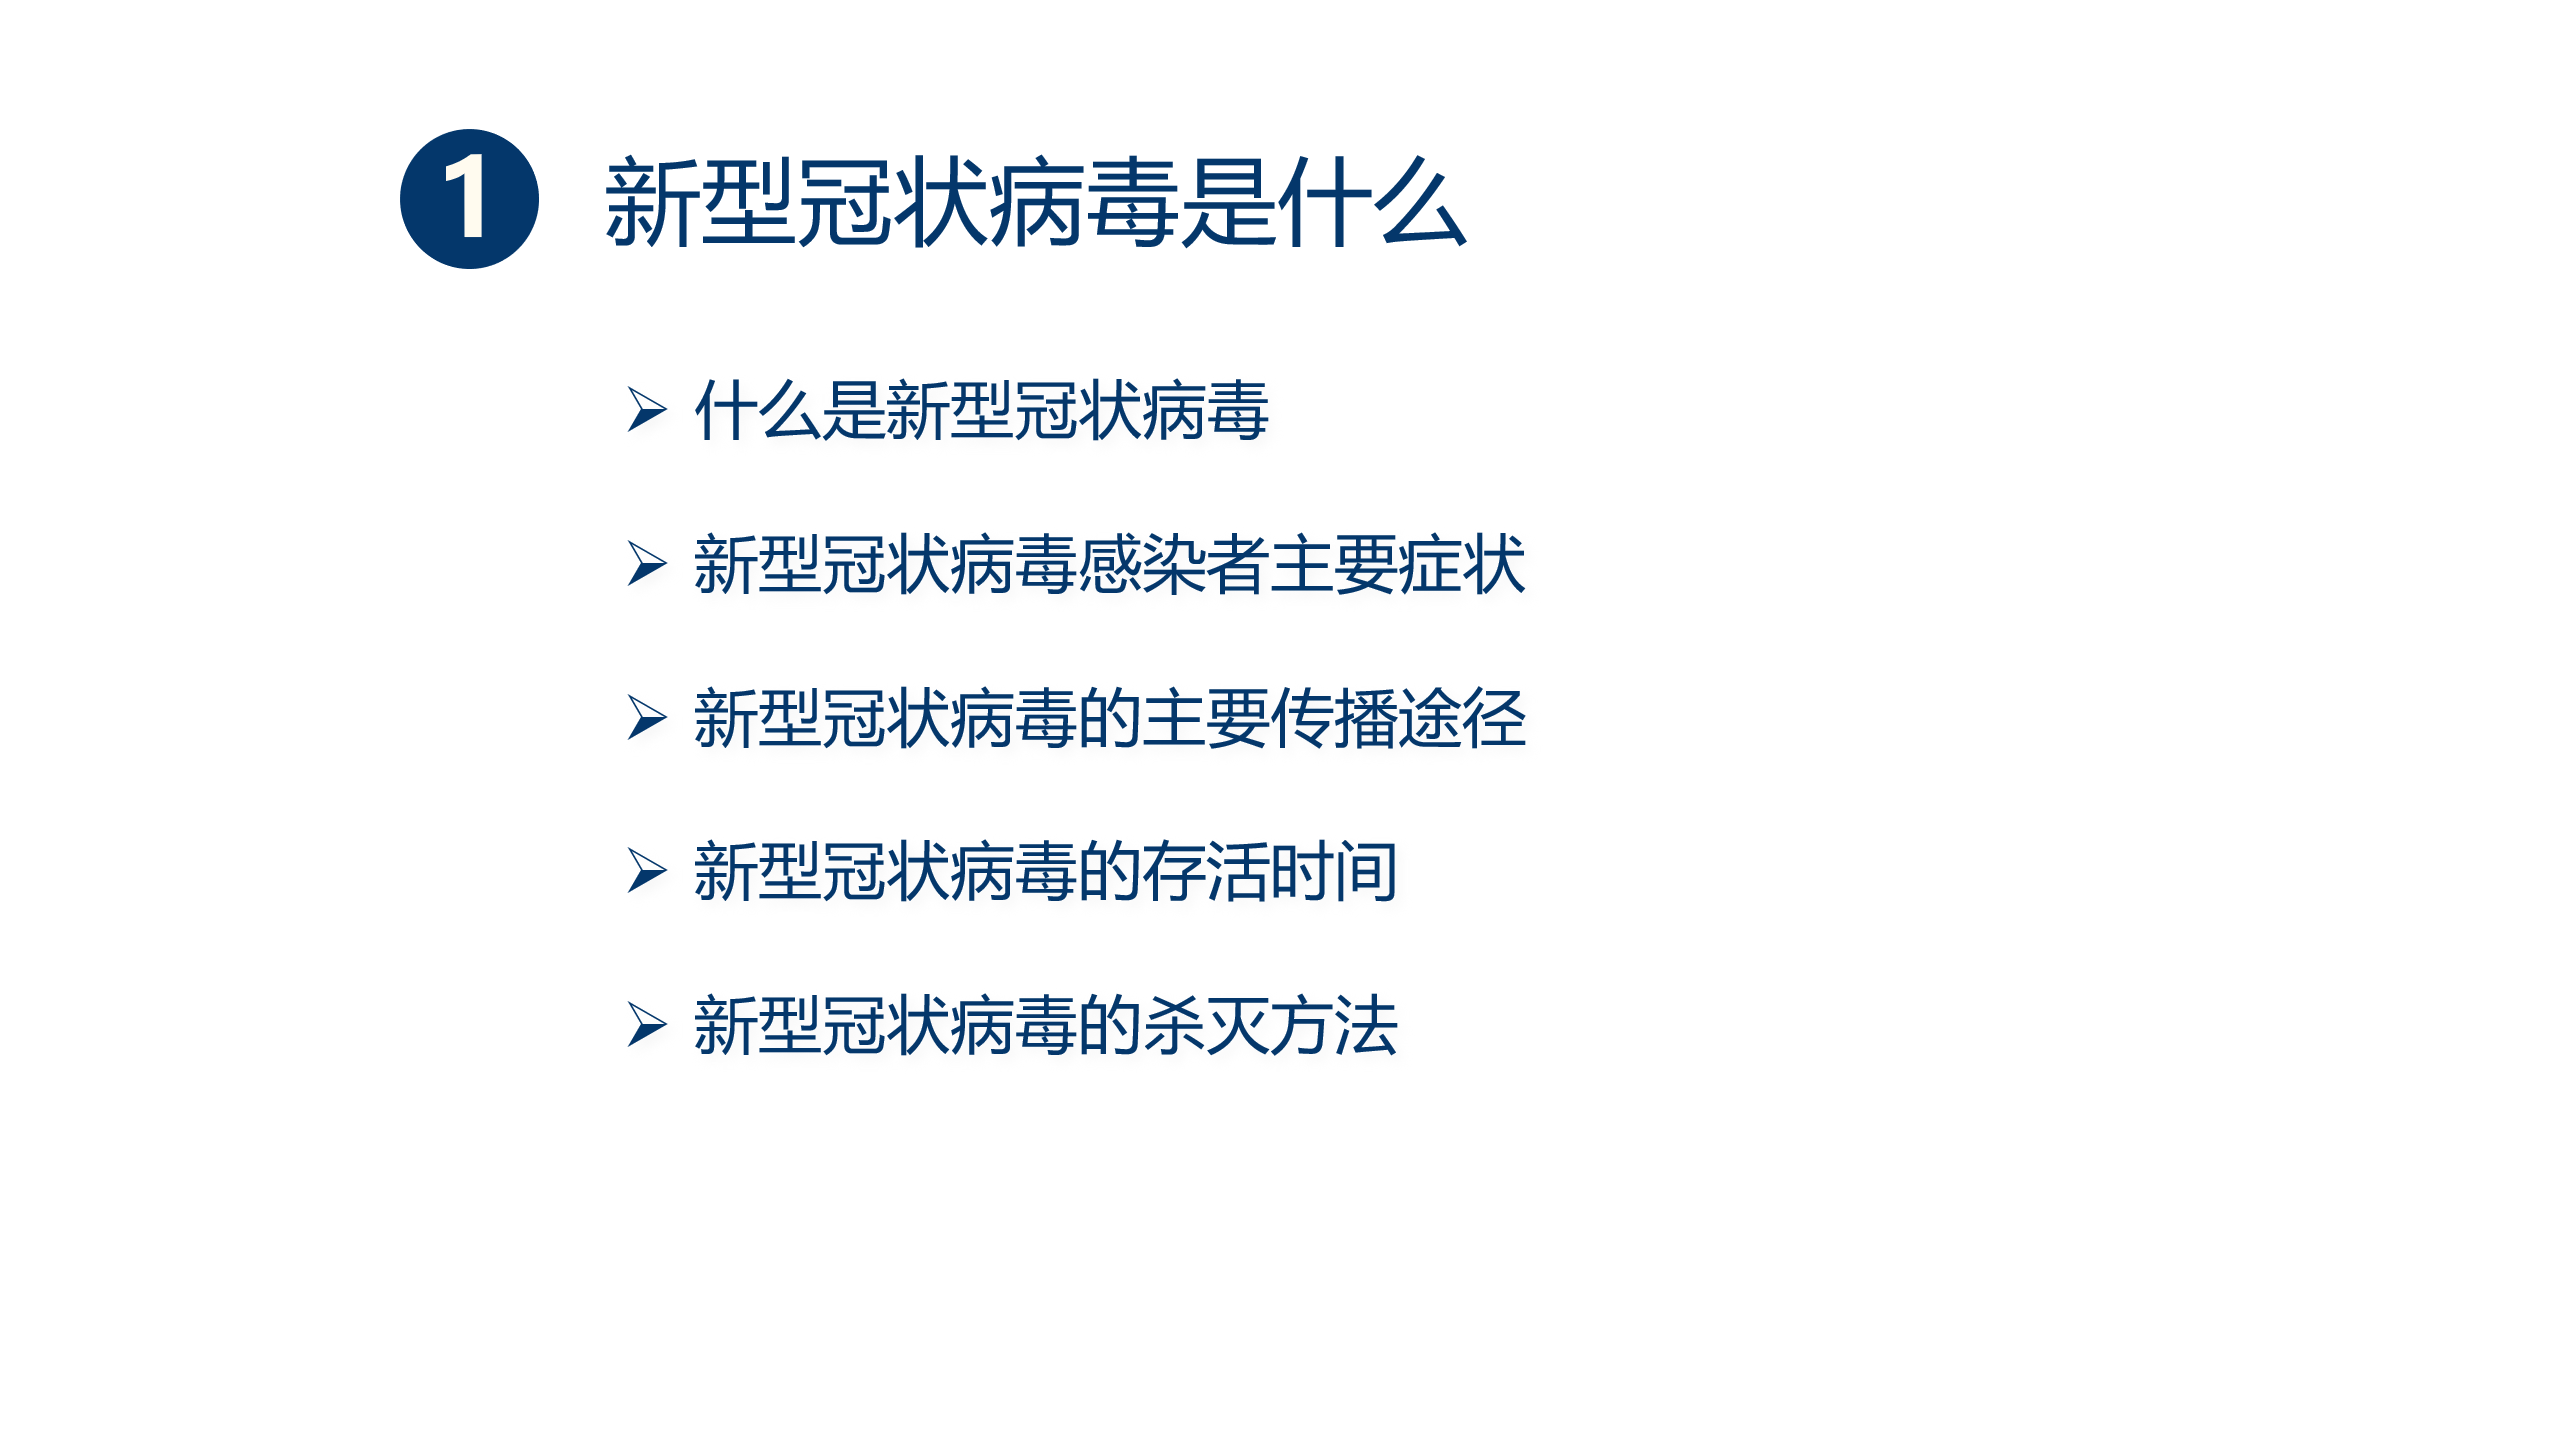 1 新型冠状病毒是什么
➢ 什么是新型冠状病毒
➢ 新型冠状病毒感染者主要症状
➢ 新型冠状病毒的主要传播途径
➢ 新型冠状病毒的存活时间
➢ 新型冠状病毒的杀灭方法